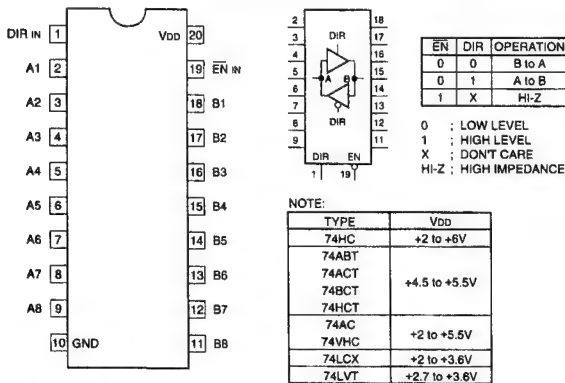 DIR IN 1 VDD 20
A1 2 19 EN IN
A2 3 18 B1
A3 4 17 B2
A4 5 16 B3
A5 6 15 B4
A6 7 14 B5
A7 8 13 B6
A8 9 12 B7
10 GND 11 B8
2 18
3 17
DIR
4 16
5 A B 15
6 14
7 13
DIR
8 12
9 11
DIR EN
1 19
EN DIR OPERATION
0 0 B to A
0 1 A to B
1 X HI-Z
0 ; LOW LEVEL
1 ; HIGH LEVEL
X ; DON'T CARE
HI-Z ; HIGH IMPEDANCE
NOTE:
TYPE VDD
74HC +2 to +6V
74ABT
74ACT
74BCT
74HCT
+4.5 to +5.5V
74AC
74VHC
+2 to +5.5V
74LCX +2 to +3.6V
74LVT +2.7 to +3.6V